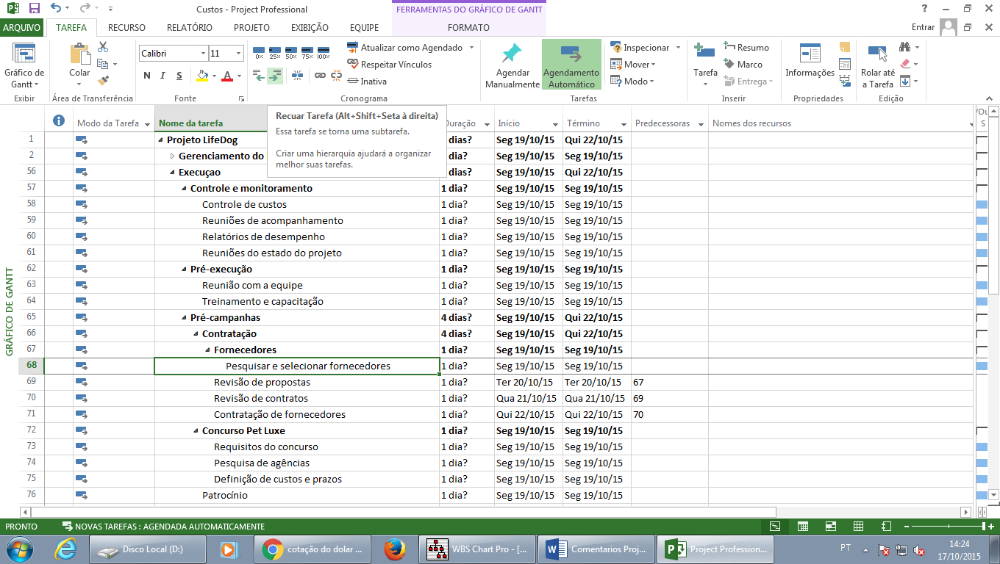 Custos - Project Professional
FERRAMENTAS DO GRÁFICO DE GANTT
ARQUIVO TAREFA RECURSO RELATÓRIO PROJETO EXIBIÇÃO EQUIPE FORMATO Entrar
Gráfico de Gantt
Exibir
Colar
Área de Transferência
Calibri 11
N I S A
Fonte
0% 25% 50% 75% 100%
Atualizar como Agendado
Respeitar Vínculos
Inativa
Cronograma
Agendar Manualmente
Agendamento Automático
Inspecionar
Mover
Modo
Tarefas
Tarefa
Resumo
Marco
Entrega
Inserir
Informações
Propriedades
Rolar até a Tarefa
Edição
Recuar Tarefa (Alt+Shift+Seta à direita)
Essa tarefa se torna uma subtarefa.
Criar uma hierarquia ajudará a organizar
melhor suas tarefas.
Modo da Tarefa Nome da tarefa Início Término Predecessoras Nomes dos recursos
1 Projeto LifeDog dias? Seg 19/10/15 Qui 22/10/15
2 Gerenciamento do dia? Seg 19/10/15 Seg 19/10/15
56 Execuçao dias? Seg 19/10/15 Qui 22/10/15
57 Controle e monitoramento 1 dia? Seg 19/10/15 Seg 19/10/15
58 Controle de custos 1 dia? Seg 19/10/15 Seg 19/10/15
59 Reuniões de acompanhamento 1 dia? Seg 19/10/15 Seg 19/10/15
60 Relatórios de desempenho 1 dia? Seg 19/10/15 Seg 19/10/15
61 Reuniões do estado do projeto 1 dia? Seg 19/10/15 Seg 19/10/15
62 Pré-execução 1 dia? Seg 19/10/15 Seg 19/10/15
63 Reunião com a equipe 1 dia? Seg 19/10/15 Seg 19/10/15
64 Treinamento e capacitação 1 dia? Seg 19/10/15 Seg 19/10/15
65 Pré-campanhas 4 dias? Seg 19/10/15 Qui 22/10/15
66 Contratação 4 dias? Seg 19/10/15 Qui 22/10/15
67 Fornecedores 1 dia? Seg 19/10/15 Seg 19/10/15
68 Pesquisar e selecionar fornecedores 1 dia? Seg 19/10/15 Seg 19/10/15
69 Revisão de propostas 1 dia? Ter 20/10/15 Ter 20/10/15 67
70 Revisão de contratos 1 dia? Qua 21/10/15 Qua 21/10/15 69
71 Contratação de fornecedores 1 dia? Qui 22/10/15 Qui 22/10/15 70
72 Concurso Pet Luxe 1 dia? Seg 19/10/15 Seg 19/10/15
73 Requisitos do concurso 1 dia? Seg 19/10/15 Seg 19/10/15
74 Pesquisa de agências 1 dia? Seg 19/10/15 Seg 19/10/15
75 Definição de custos e prazos 1 dia? Seg 19/10/15 Seg 19/10/15
76 Patrocínio 1 dia? Seg 19/10/15 Seg 19/10/15
GRÁFICO DE GANTT
PRONTO NOVAS TAREFAS : AGENDADA AUTOMATICAMENTE
Disco Local (D:) cotação do dolar ... WBS Chart Pro - [... Comentarios Proj... Project Profession... PT 14:24
17/10/2015